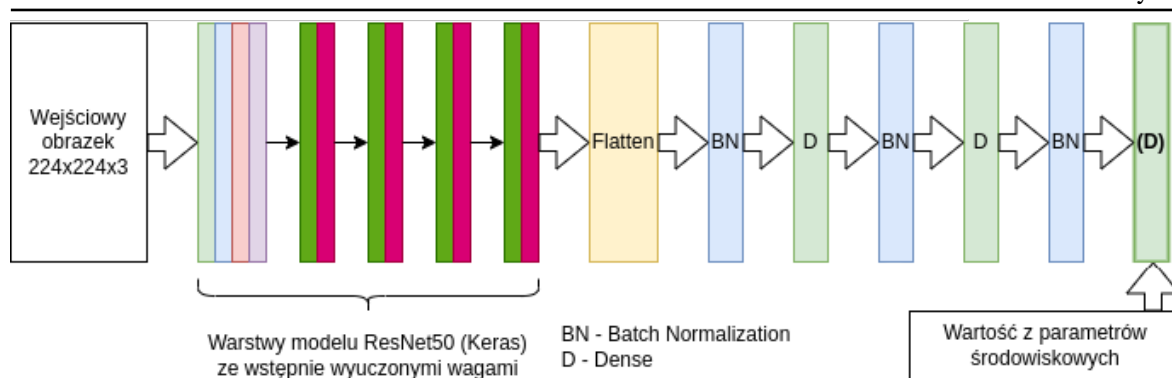 Wejściowy
obrazek
224x224x3
Flatten
BN
D
BN
D
BN
(D)
Warstwy modelu ResNet50 (Keras)
ze wstępnie wyuczonymi wagami
BN - Batch Normalization
D - Dense
Wartość z parametrów
środowiskowych